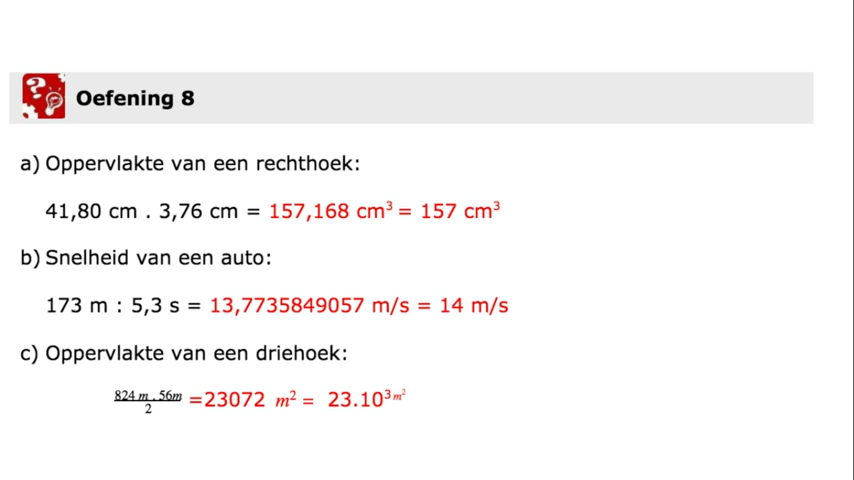 Oefening 8
a) Oppervlakte van een rechthoek:
41,80 cm . 3,76 cm = 157,168 cm³ = 157 cm³
b) Snelheid van een auto:
173 m : 5,3 s = 13,7735849057 m/s = 14 m/s
c) Oppervlakte van een driehoek:
824 m . 56m / 2 =23072 m² = 23.10³ m²